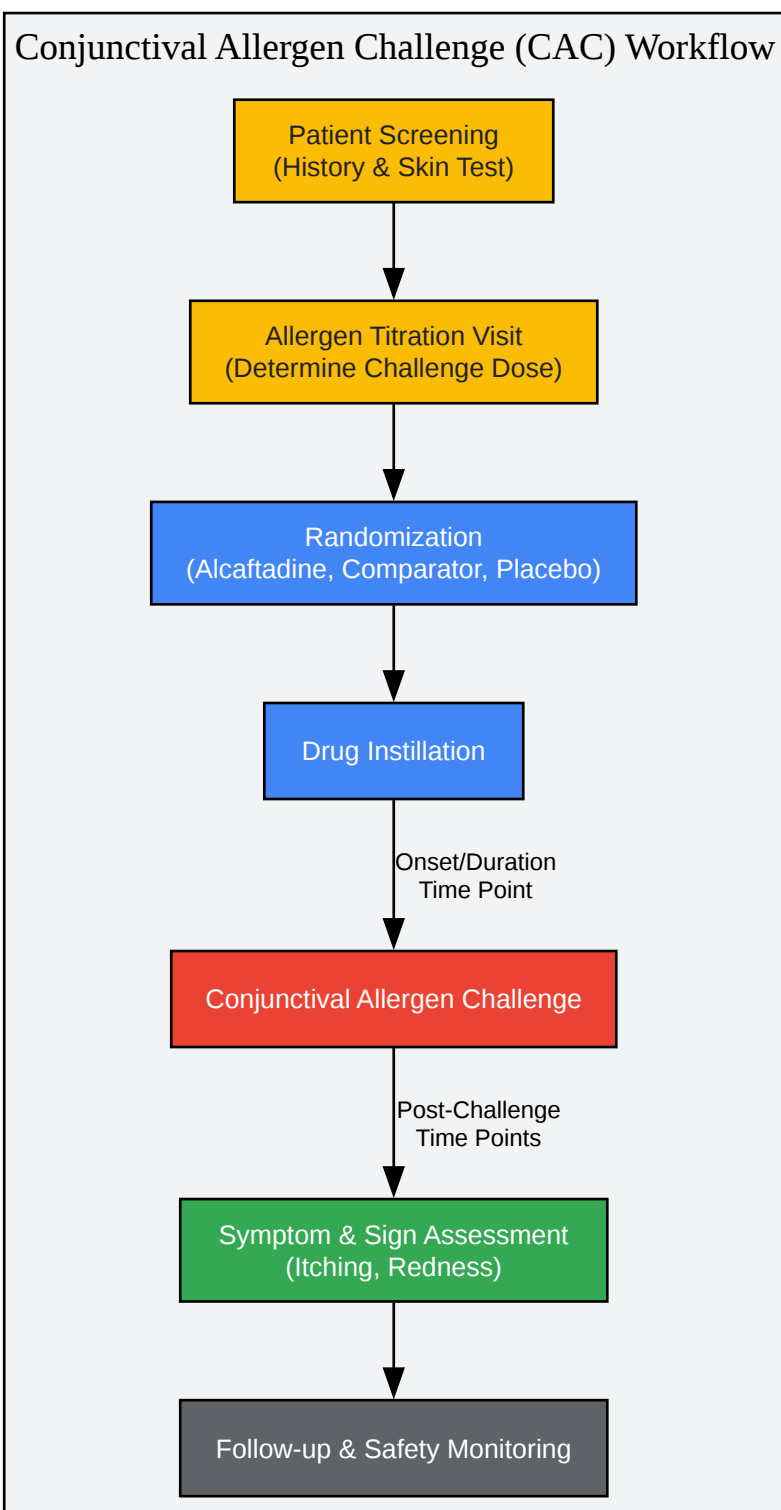 Conjunctival Allergen Challenge (CAC) Workflow
Patient Screening
(History & Skin Test)
Allergen Titration Visit
(Determine Challenge Dose)
Randomization
(Alcaftadine, Comparator, Placebo)
Drug Instillation
Onset/Duration
Time Point
Conjunctival Allergen Challenge
Post-Challenge
Time Points
Symptom & Sign Assessment
(Itching, Redness)
Follow-up & Safety Monitoring